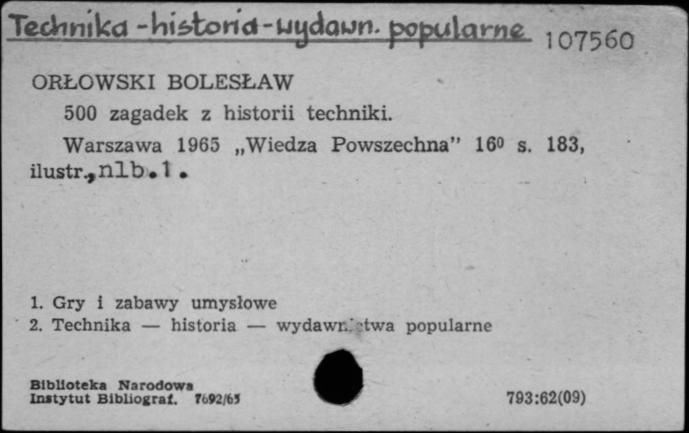 Technika - historia - wydawn. popularne 107560
ORŁOWSKI BOLESŁAW
500 zagadek z historii techniki.
Warszawa 1965 „Wiedza Powszechna” 16⁰ s. 183,
ilustr., nlb. 1.
1. Gry i zabawy umysłowe
2. Technika — historia — wydawnictwa popularne
Biblioteka Narodowa
Instytut Bibliograf. 7692/65 793:62(09)